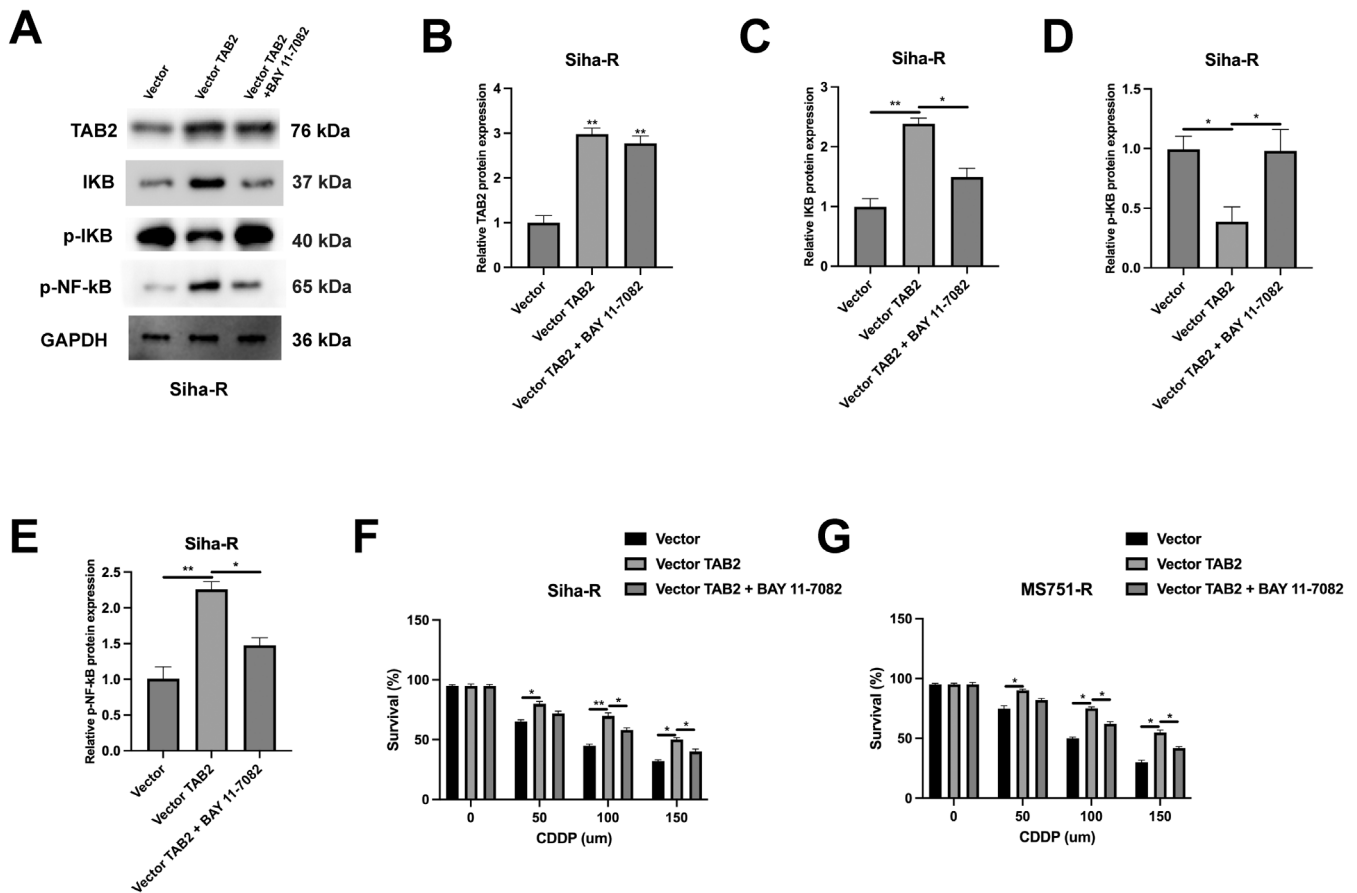 A
Vector
Vector TAB2
Vector TAB2
+BAY 11-7082
TAB2
76 kDa
IKB
37 kDa
p-IKB
40 kDa
p-NF-kB
65 kDa
GAPDH
36 kDa
Siha-R
B
Siha-R
Relative TAB2 protein expression
4
3
2
1
0
**
**
Vector
Vector TAB2
Vector TAB2 + BAY 11-7082
C
Siha-R
Relative IKB protein expression
3
2
1
0
**
*
Vector
Vector TAB2
Vector TAB2 + BAY 11-7082
D
Siha-R
Relative p-IKB protein expression
1.5
1.0
0.5
0.0
*
*
Vector
Vector TAB2
Vector TAB2 + BAY 11-7082
E
Siha-R
Relative p-NF-kB protein expression
2.5
2.0
1.5
1.0
0.5
0.0
**
*
Vector
Vector TAB2
Vector TAB2 + BAY 11-7082
F
Vector
Vector TAB2
Vector TAB2 + BAY 11-7082
Siha-R
Survival (%)
150
100
50
0
*
**
*
*
*
0
50
100
150
CDDP (um)
G
Vector
Vector TAB2
Vector TAB2 + BAY 11-7082
MS751-R
Survival (%)
150
100
50
0
*
*
*
*
*
0
50
100
150
CDDP (um)